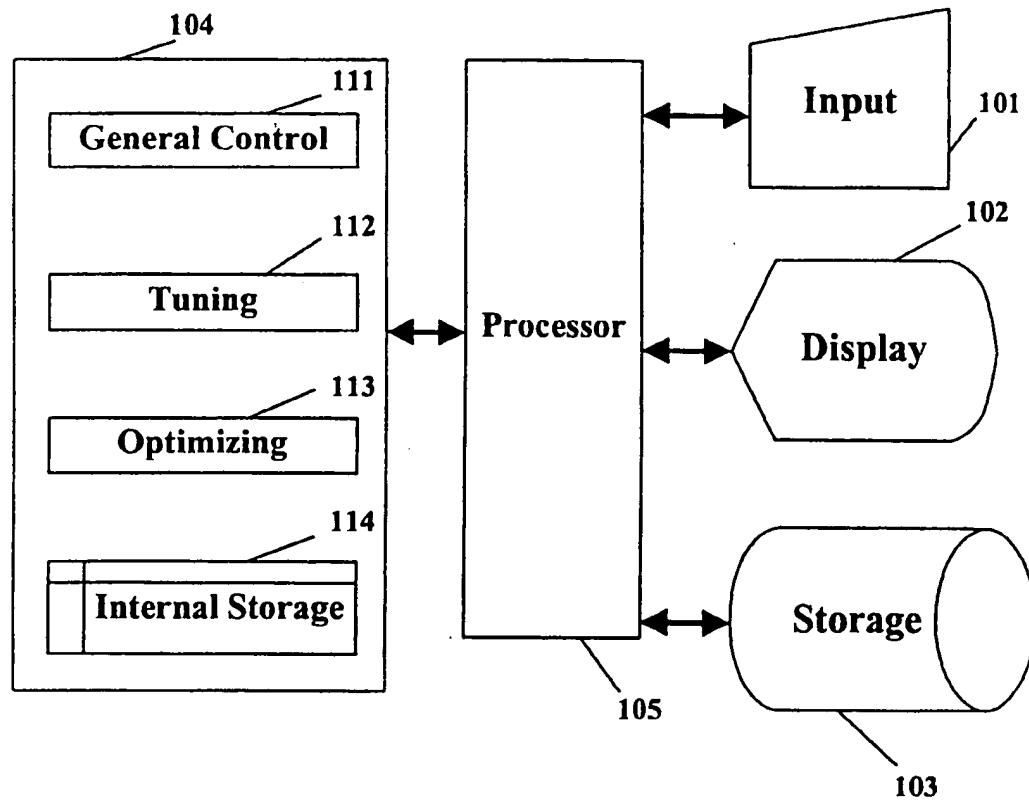 104
111
General Control
112
Tuning
113
Optimizing
114
Internal Storage
Processor
105
Input
101
102
Display
Storage
103